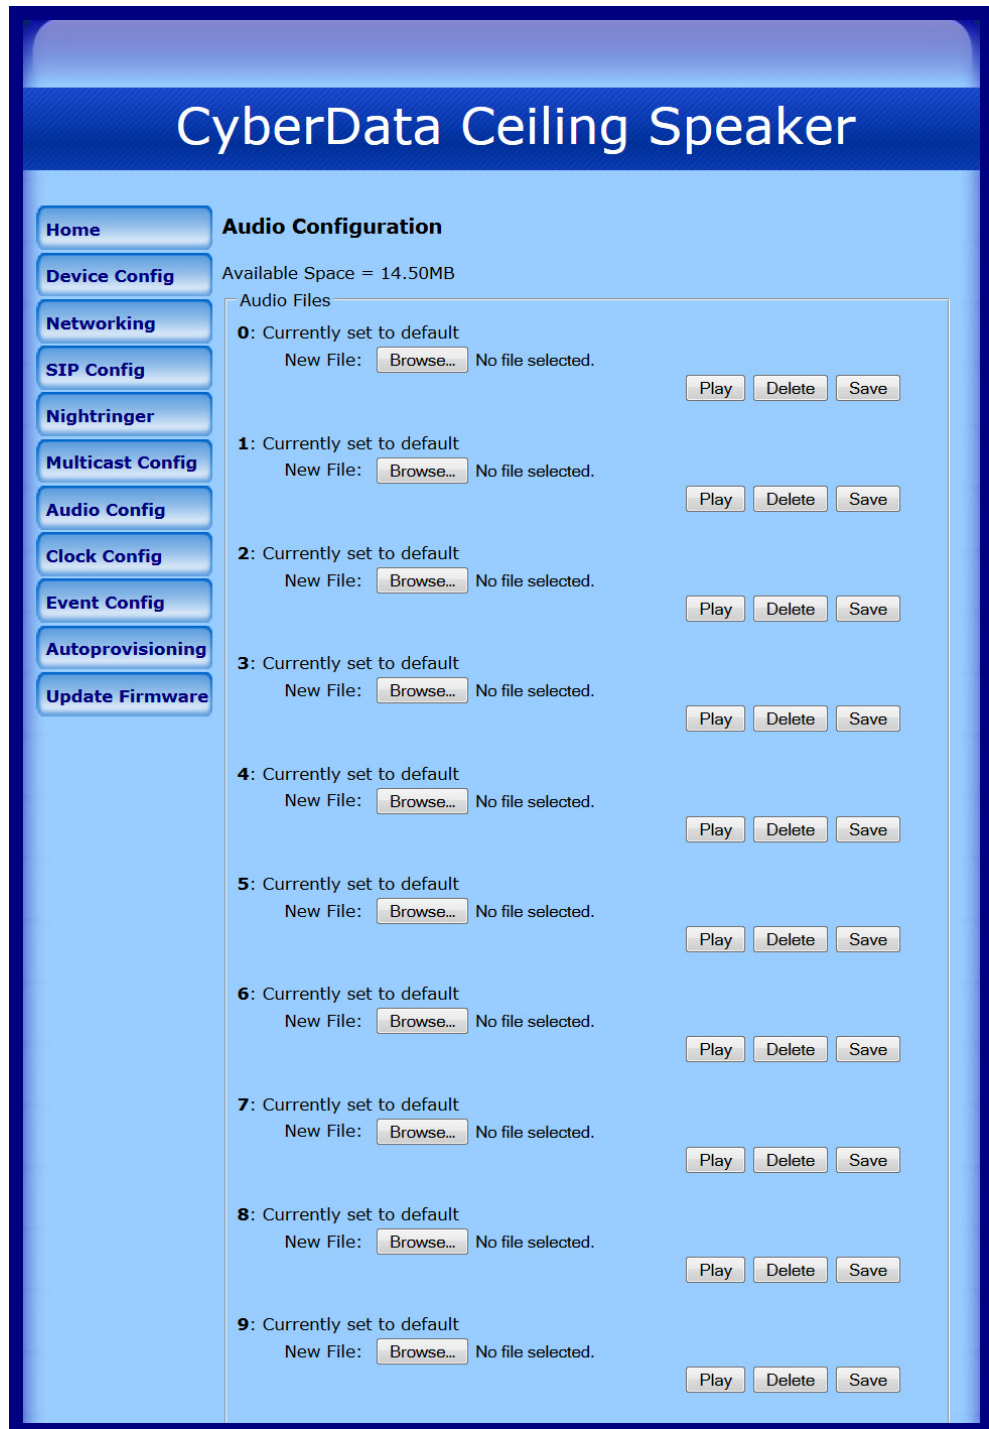 CyberData Ceiling Speaker
Home
Device Config
Networking
SIP Config
Nightringer
Multicast Config
Audio Config
Clock Config
Event Config
Autoprovisioning
Update Firmware
Audio Configuration
Available Space = 14.50MB
Audio Files
0: Currently set to default
New File: Browse... No file selected.
Play Delete Save
1: Currently set to default
New File: Browse... No file selected.
Play Delete Save
2: Currently set to default
New File: Browse... No file selected.
Play Delete Save
3: Currently set to default
New File: Browse... No file selected.
Play Delete Save
4: Currently set to default
New File: Browse... No file selected.
Play Delete Save
5: Currently set to default
New File: Browse... No file selected.
Play Delete Save
6: Currently set to default
New File: Browse... No file selected.
Play Delete Save
7: Currently set to default
New File: Browse... No file selected.
Play Delete Save
8: Currently set to default
New File: Browse... No file selected.
Play Delete Save
9: Currently set to default
New File: Browse... No file selected.
Play Delete Save